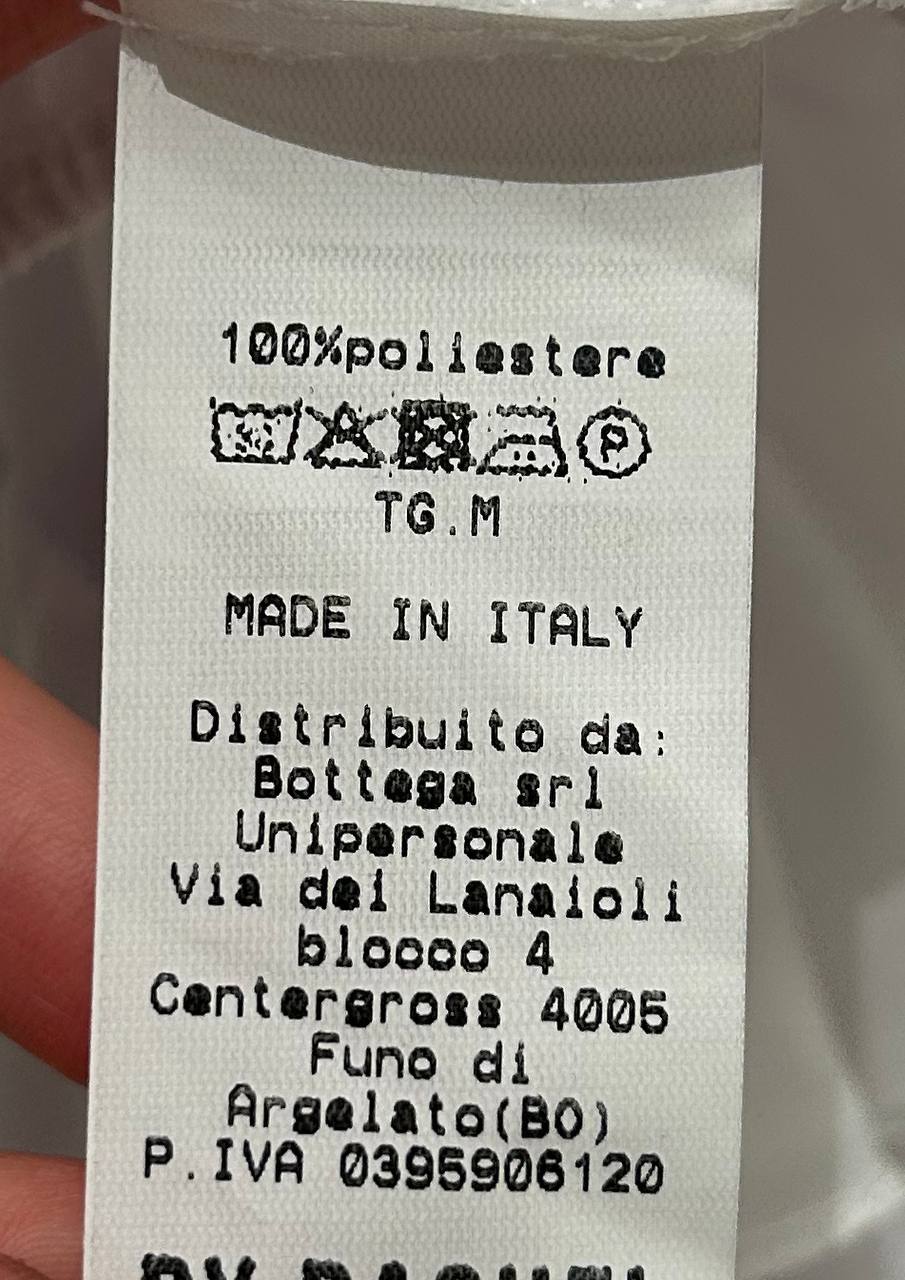 100%poliestere
P
TG.M
MADE IN ITALY
Distribuito da:
Bottega srl
Unipersonale
Via dei Lanaioli
blocco 4
Centergross 4005
Funo di
Argelato(BO)
P.IVA 0395906120